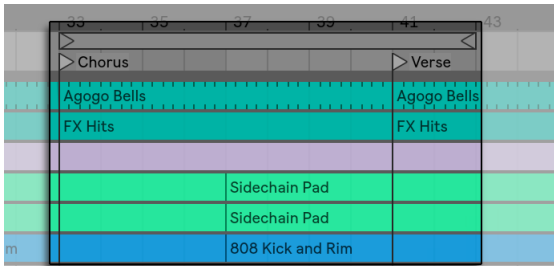 33 35 37 39 41 43
Chorus Verse
Agogo Bells Agogo Bells
FX Hits FX Hits
Sidechain Pad
Sidechain Pad
m 808 Kick and Rim